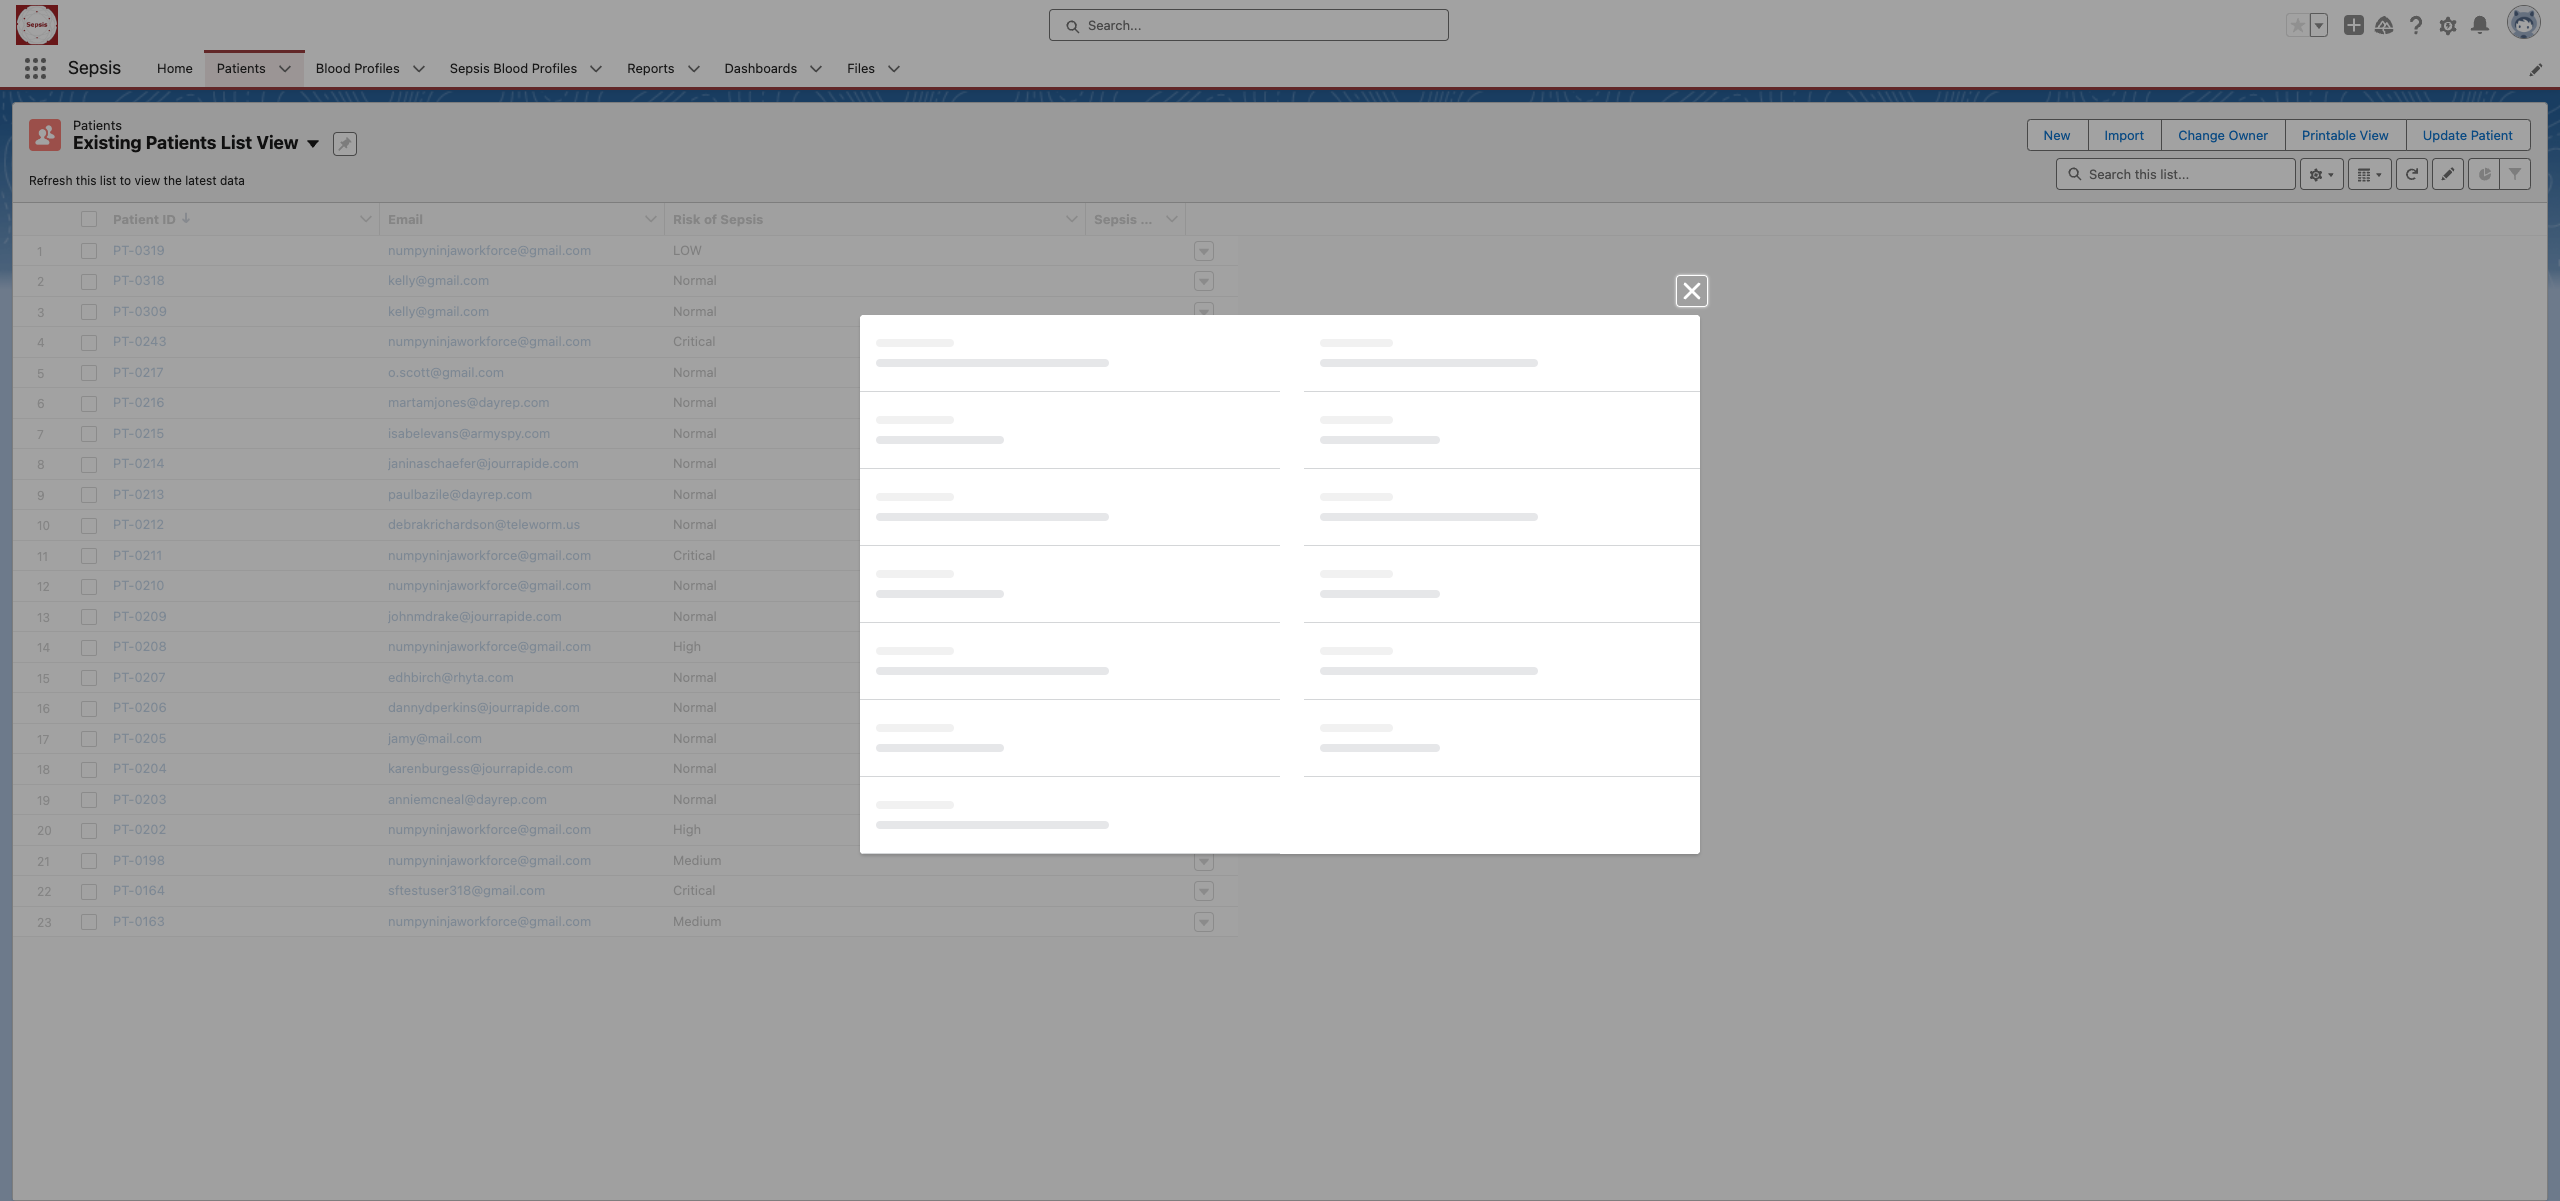 Sepsis
Search...
Sepsis Home Patients Blood Profiles Sepsis Blood Profiles Reports Dashboards Files
Patients
Existing Patients List View
New Import Change Owner Printable View Update Patient
Refresh this list to view the latest data
Search this list...
Patient ID Email Risk of Sepsis Sepsis ...
1 PT-0319 numpyninjaworkforce@gmail.com LOW
2 PT-0318 kelly@gmail.com Normal
3 PT-0309 kelly@gmail.com Normal
4 PT-0243 numpyninjaworkforce@gmail.com Critical
5 PT-0217 o.scott@gmail.com Normal
6 PT-0216 martamjones@dayrep.com Normal
7 PT-0215 isabelevans@armyspy.com Normal
8 PT-0214 janinaschaefer@jourrapide.com Normal
9 PT-0213 paulbazile@dayrep.com Normal
10 PT-0212 debrakrichardson@teleworm.us Normal
11 PT-0211 numpyninjaworkforce@gmail.com Critical
12 PT-0210 numpyninjaworkforce@gmail.com Normal
13 PT-0209 johnmdrake@jourrapide.com Normal
14 PT-0208 numpyninjaworkforce@gmail.com High
15 PT-0207 edhbirch@rhyta.com Normal
16 PT-0206 dannydperkins@jourrapide.com Normal
17 PT-0205 jamy@mail.com Normal
18 PT-0204 karenburgess@jourrapide.com Normal
19 PT-0203 anniemcneal@dayrep.com Normal
20 PT-0202 numpyninjaworkforce@gmail.com High
21 PT-0198 numpyninjaworkforce@gmail.com Medium
22 PT-0164 sftestuser318@gmail.com Critical
23 PT-0163 numpyninjaworkforce@gmail.com Medium